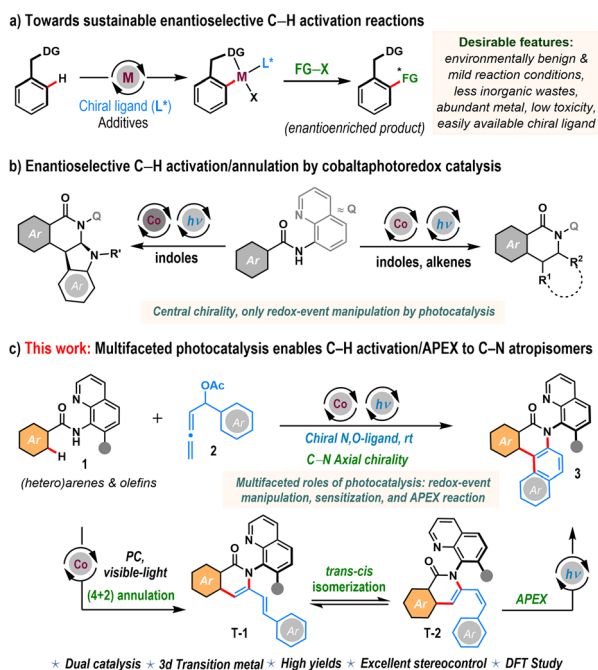 a) Towards sustainable enantioselective C–H activation reactions
DG
H
M
Chiral ligand (L*)
Additives
DG
L*
M
X
FG–X
DG
*
FG
(enantioenriched product)
Desirable features:
environmentally benign &
mild reaction conditions,
less inorganic wastes,
abundant metal, low toxicity,
easily available chiral ligand
b) Enantioselective C–H activation/annulation by cobaltaphotoredox catalysis
O
N
Q
Ar
N–R'
Ar
Co
hν
indoles
N
≈ Q
O
N
H
Ar
Co
hν
indoles, alkenes
O
N
Q
Ar
R1
R2
Central chirality, only redox-event manipulation by photocatalysis
c) This work: Multifaceted photocatalysis enables C–H activation/APEX to C–N atropisomers
O
N
N
H
Ar
H
1
(hetero)arenes & olefins
+
OAc
Ar
2
Co
hν
Chiral N,O-ligand, rt
C–N Axial chirality
Multifaceted roles of photocatalysis: redox-event
manipulation, sensitization, and APEX reaction
N
O
N
Ar
Ar
3
Co
PC,
visible-light
(4+2) annulation
N
O
N
Ar
Ar
T-1
trans-cis
isomerization
N
O
N
Ar
Ar
T-2
APEX
hν
* Dual catalysis * 3d Transition metal * High yields * Excellent stereocontrol * DFT Study